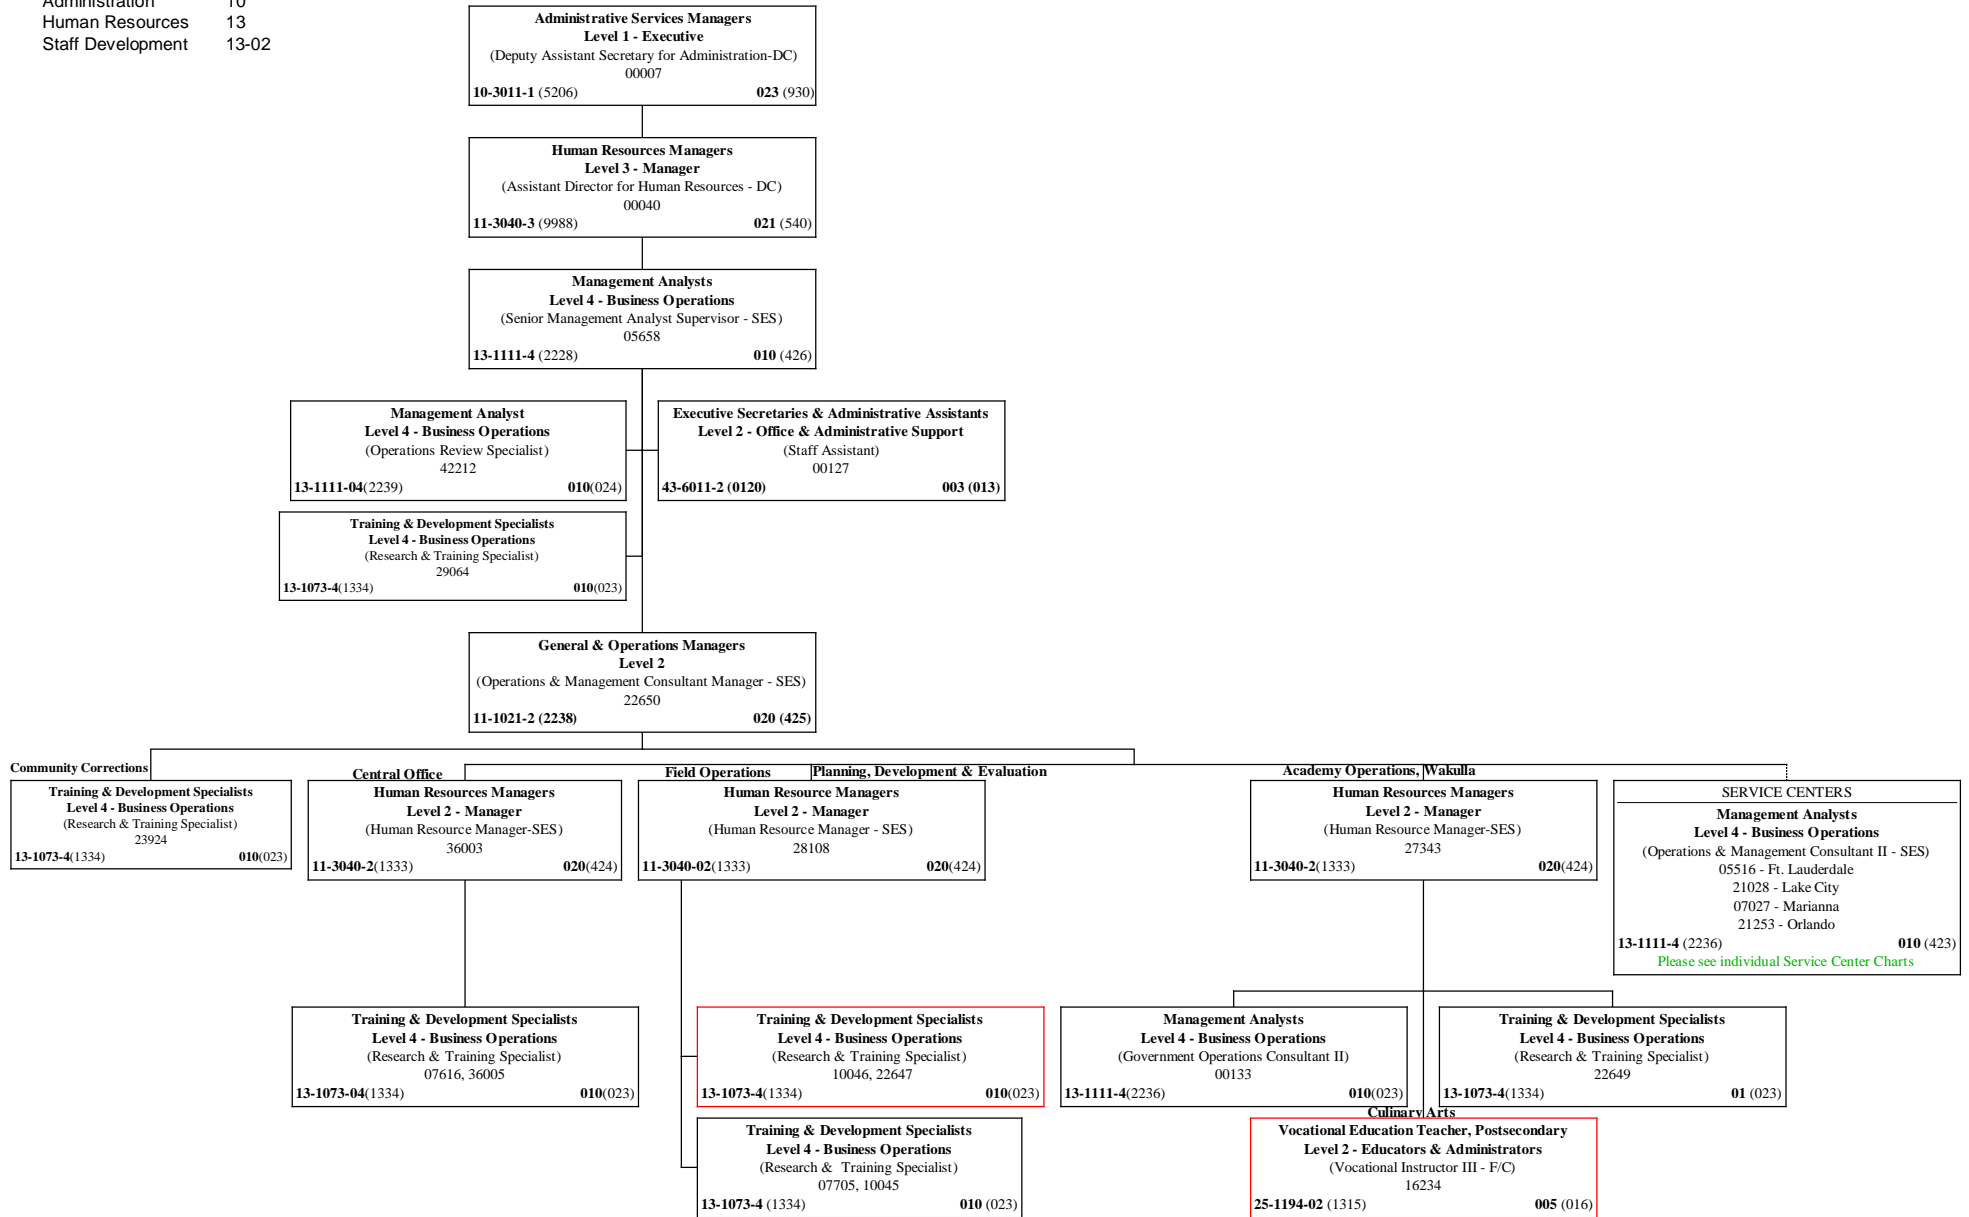 Administration 10
Human Resources 13
Staff Development 13-02
Administrative Services Managers
Level 1 - Executive
(Deputy Assistant Secretary for Administration-DC)
00007
10-3011-1 (5206) 023 (930)
Human Resources Managers
Level 3 - Manager
(Assistant Director for Human Resources - DC)
00040
11-3040-3 (9988) 021 (540)
Management Analysts
Level 4 - Business Operations
(Senior Management Analyst Supervisor - SES)
05658
13-1111-4 (2228) 010 (426)
Management Analyst
Level 4 - Business Operations
(Operations Review Specialist)
42212
13-1111-04(2239) 010(024)
Executive Secretaries & Administrative Assistants
Level 2 - Office & Administrative Support
(Staff Assistant)
00127
43-6011-2 (0120) 003 (013)
Training & Development Specialists
Level 4 - Business Operations
(Research & Training Specialist)
29064
13-1073-4(1334) 010(023)
General & Operations Managers
Level 2
(Operations & Management Consultant Manager - SES)
22650
11-1021-2 (2238) 020 (425)
Community Corrections
Training & Development Specialists
Level 4 - Business Operations
(Research & Training Specialist)
23924
13-1073-4(1334) 010(023)
Central Office
Human Resources Managers
Level 2 - Manager
(Human Resource Manager-SES)
36003
11-3040-2(1333) 020(424)
Field Operations
Planning, Development & Evaluation
Human Resource Managers
Level 2 - Manager
(Human Resource Manager - SES)
28108
11-3040-02(1333) 020(424)
Academy Operations, Wakulla
Human Resources Managers
Level 2 - Manager
(Human Resource Manager-SES)
27343
11-3040-2(1333) 020(424)
SERVICE CENTERS
Management Analysts
Level 4 - Business Operations
(Operations & Management Consultant II - SES)
05516 - Ft. Lauderdale
21028 - Lake City
07027 - Marianna
21253 - Orlando
13-1111-4 (2236) 010 (423)
Please see individual Service Center Charts
Training & Development Specialists
Level 4 - Business Operations
(Research & Training Specialist)
07616, 36005
13-1073-04(1334) 010(023)
Training & Development Specialists
Level 4 - Business Operations
(Research & Training Specialist)
10046, 22647
13-1073-4(1334) 010(023)
Management Analysts
Level 4 - Business Operations
(Government Operations Consultant II)
00133
13-1111-4(2236) 010(023)
Training & Development Specialists
Level 4 - Business Operations
(Research & Training Specialist)
22649
13-1073-4(1334) 01 (023)
Training & Development Specialists
Level 4 - Business Operations
(Research & Training Specialist)
07705, 10045
13-1073-4 (1334) 010 (023)
Culinary Arts
Vocational Education Teacher, Postsecondary
Level 2 - Educators & Administrators
(Vocational Instructor III - F/C)
16234
25-1194-02 (1315) 005 (016)